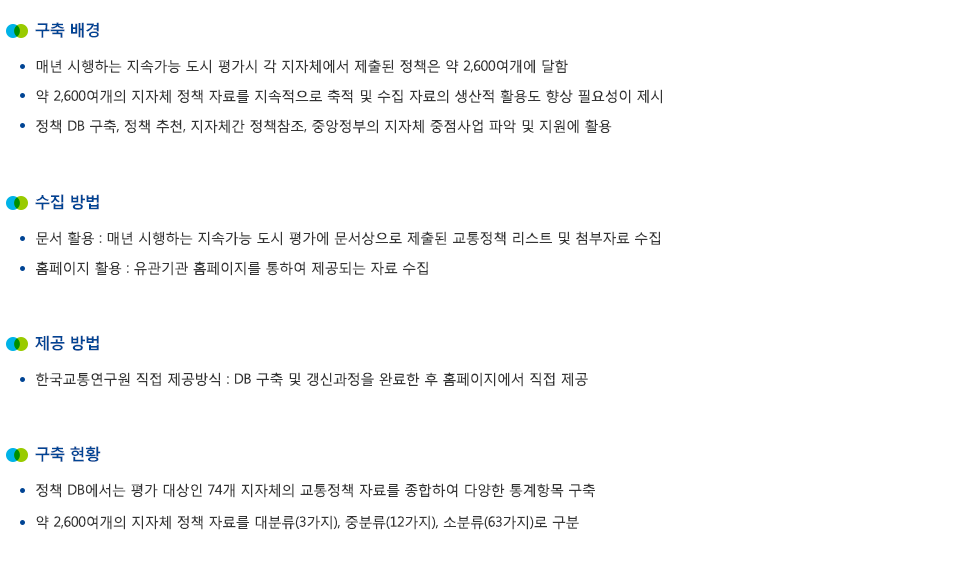 구축 배경
매년 시행하는 지속가능 도시 평가시 각 지자체에서 제출된 정책은 약 2,600여개에 달함
약 2,600여개의 지자체 정책 자료를 지속적으로 축적 및 수집 자료의 생산적 활용도 향상 필요성이 제시
정책 DB 구축, 정책 추천, 지자체간 정책참조, 중앙정부의 지자체 중점사업 파악 및 지원에 활용
수집 방법
문서 활용 : 매년 시행하는 지속가능 도시 평가에 문서상으로 제출된 교통정책 리스트 및 첨부자료 수집
홈페이지 활용 : 유관기관 홈페이지를 통하여 제공되는 자료 수집
제공 방법
한국교통연구원 직접 제공방식 : DB 구축 및 갱신과정을 완료한 후 홈페이지에서 직접 제공
구축 현황
정책 DB에서는 평가 대상인 74개 지자체의 교통정책 자료를 종합하여 다양한 통계항목 구축
약 2,600여개의 지자체 정책 자료를 대분류(3가지), 중분류(12가지), 소분류(63가지)로 구분